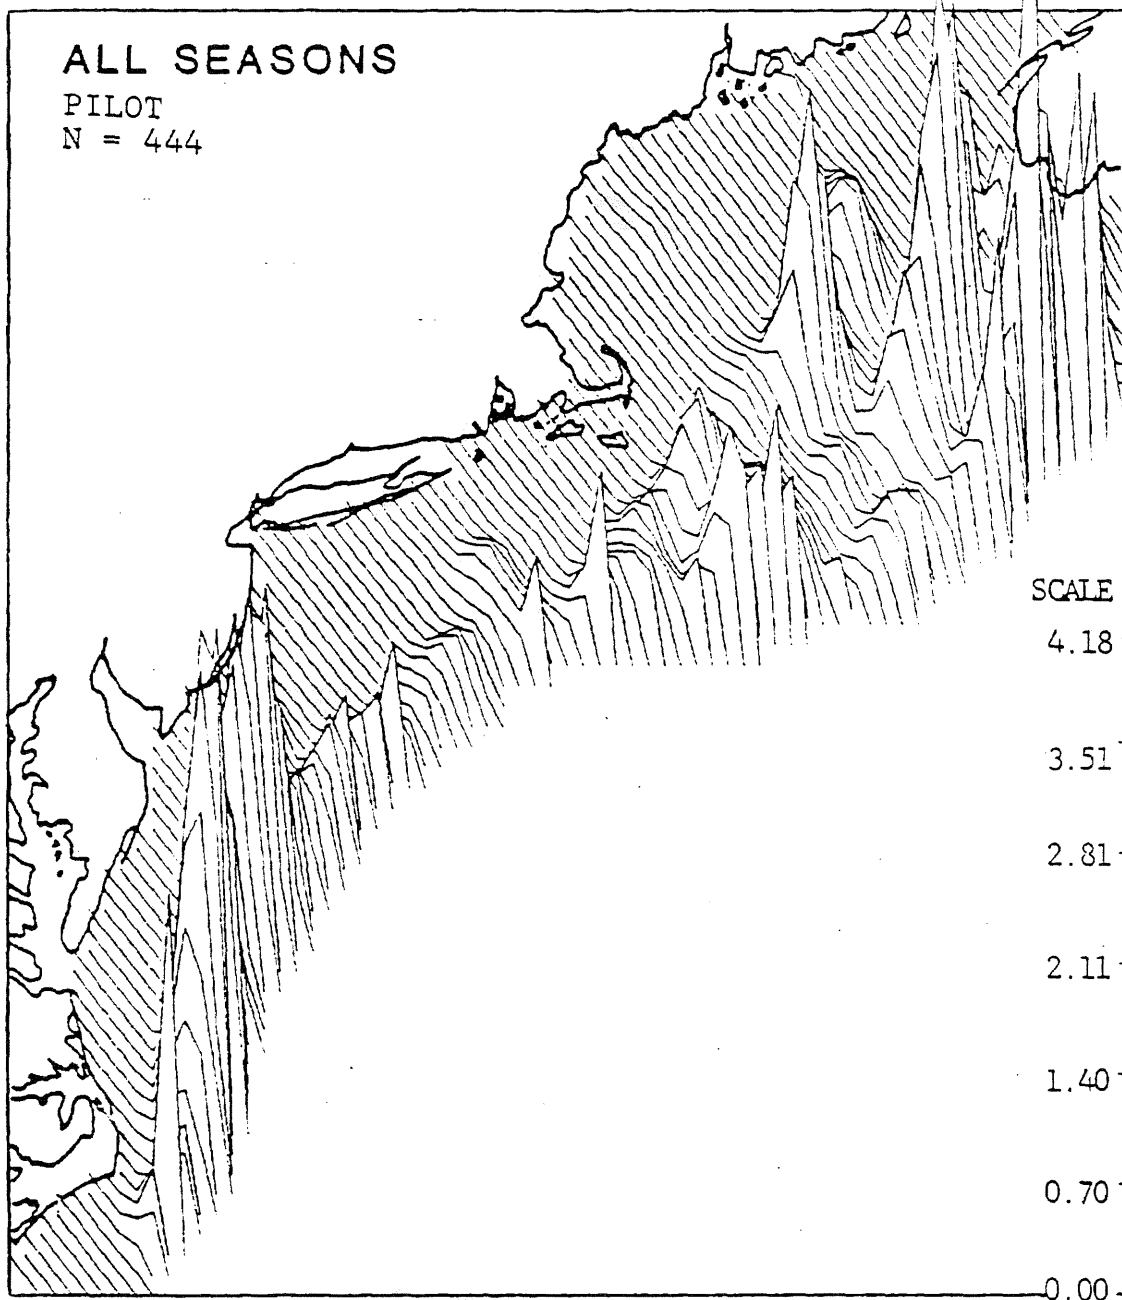 ALL SEASONS
PILOT
N = 444
SCALE
4.18
3.51
2.81
2.11
1.40
0.70
0.00